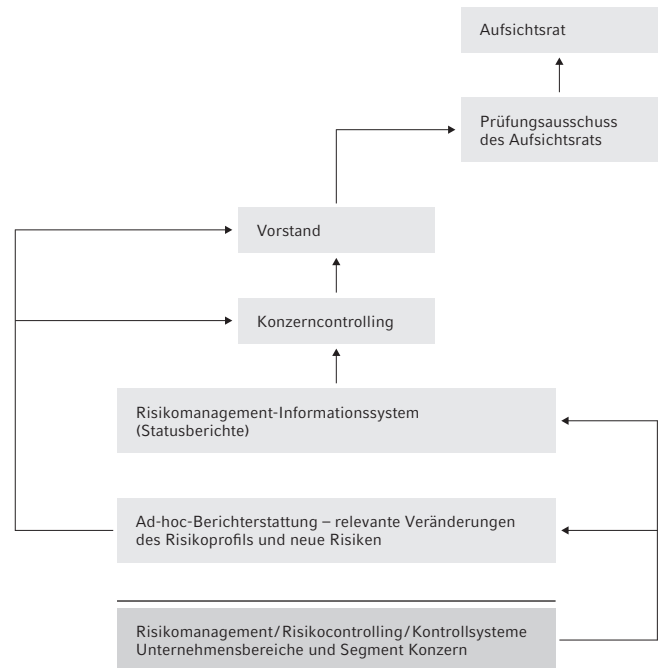 Aufsichtsrat
Prüfungsausschuss
des Aufsichtsrats
Vorstand
Konzerncontrolling
Risikomanagement-Informationssystem
(Statusberichte)
Ad-hoc-Berichterstattung – relevante Veränderungen
des Risikoprofils und neue Risiken
Risikomanagement/Risikocontrolling/Kontrollsysteme
Unternehmensbereiche und Segment Konzern